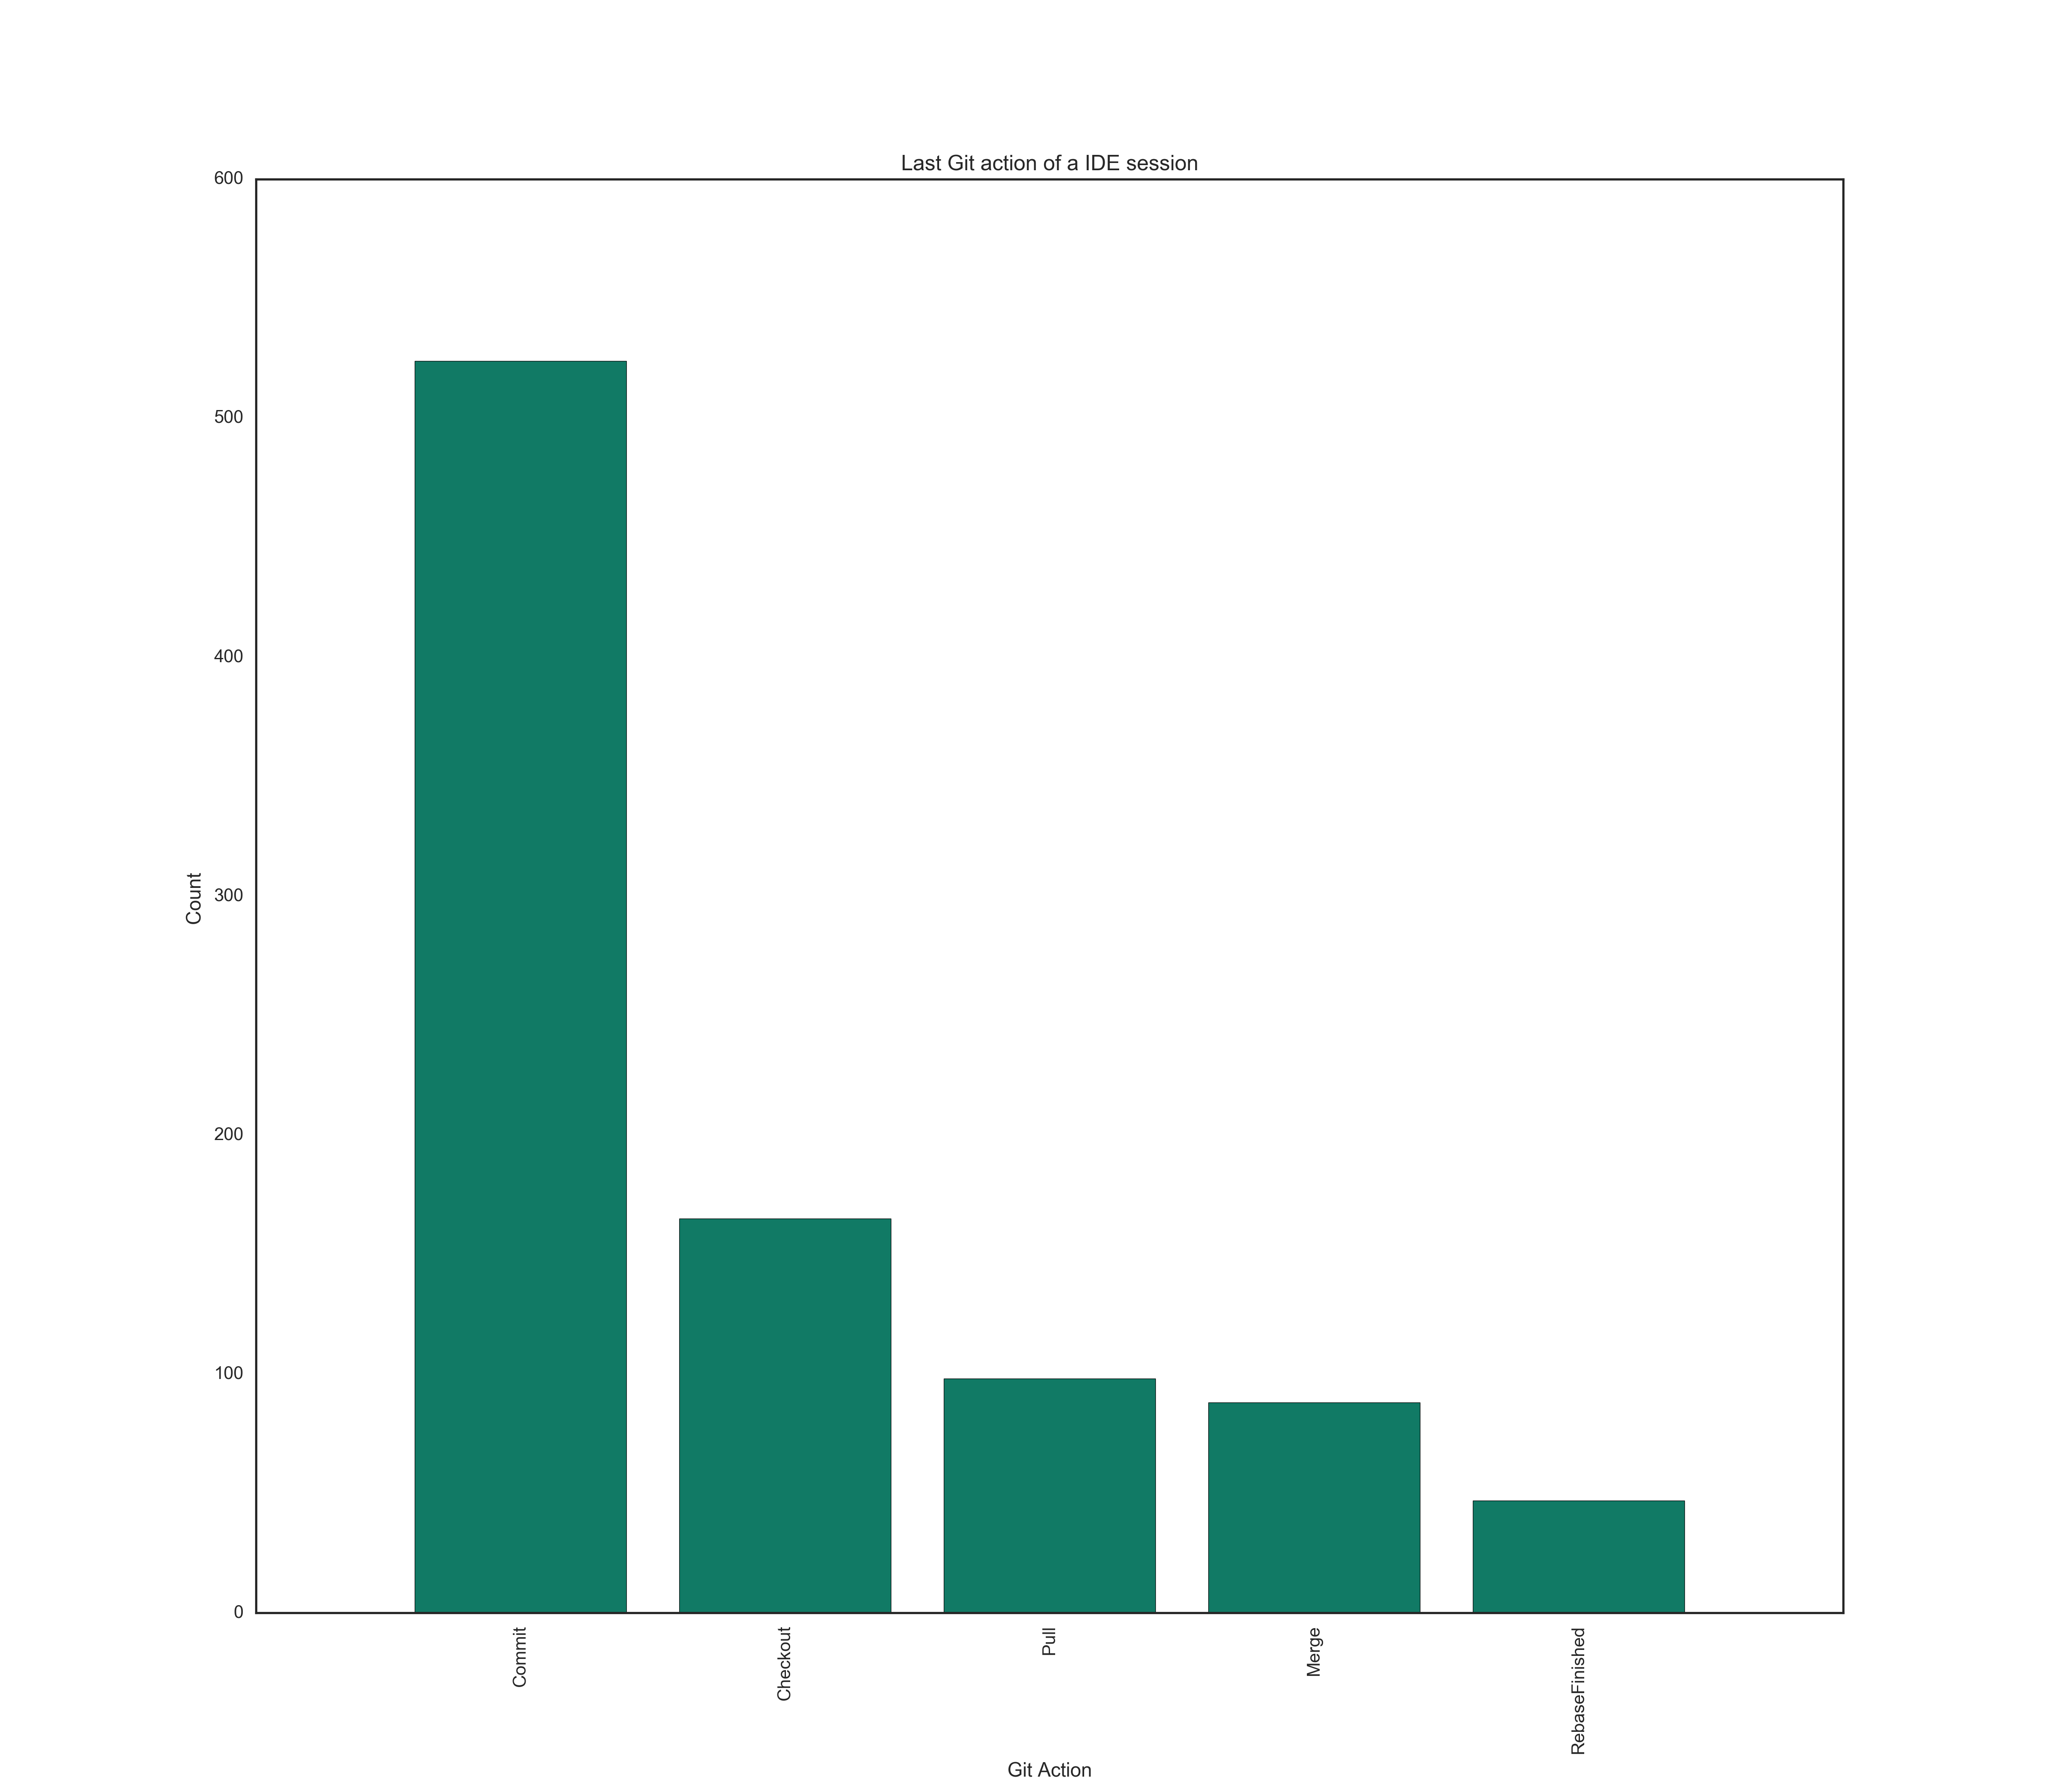 Last Git action of a IDE session
600
500
400
300
200
100
0
Count
Commit
Checkout
Pull
Merge
RebaseFinished
Git Action